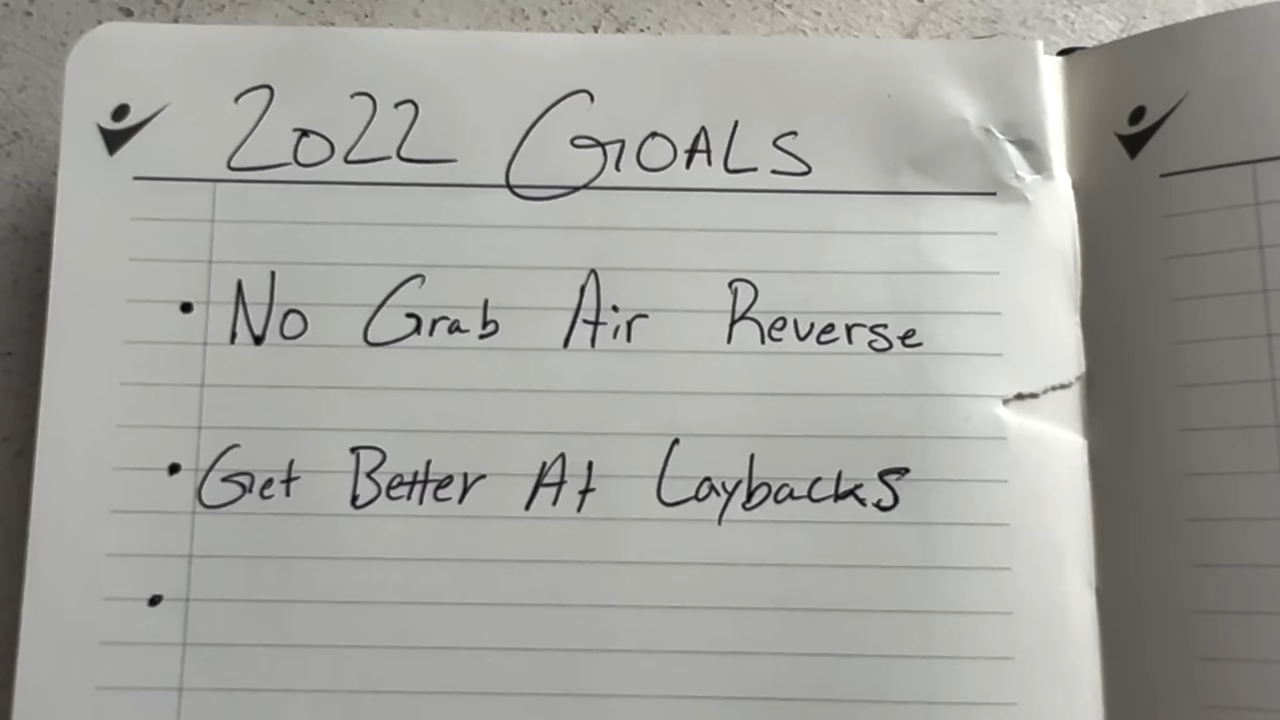 2022 GOALS
• No Grab Air Reverse
• Get Better At Laybacks
•